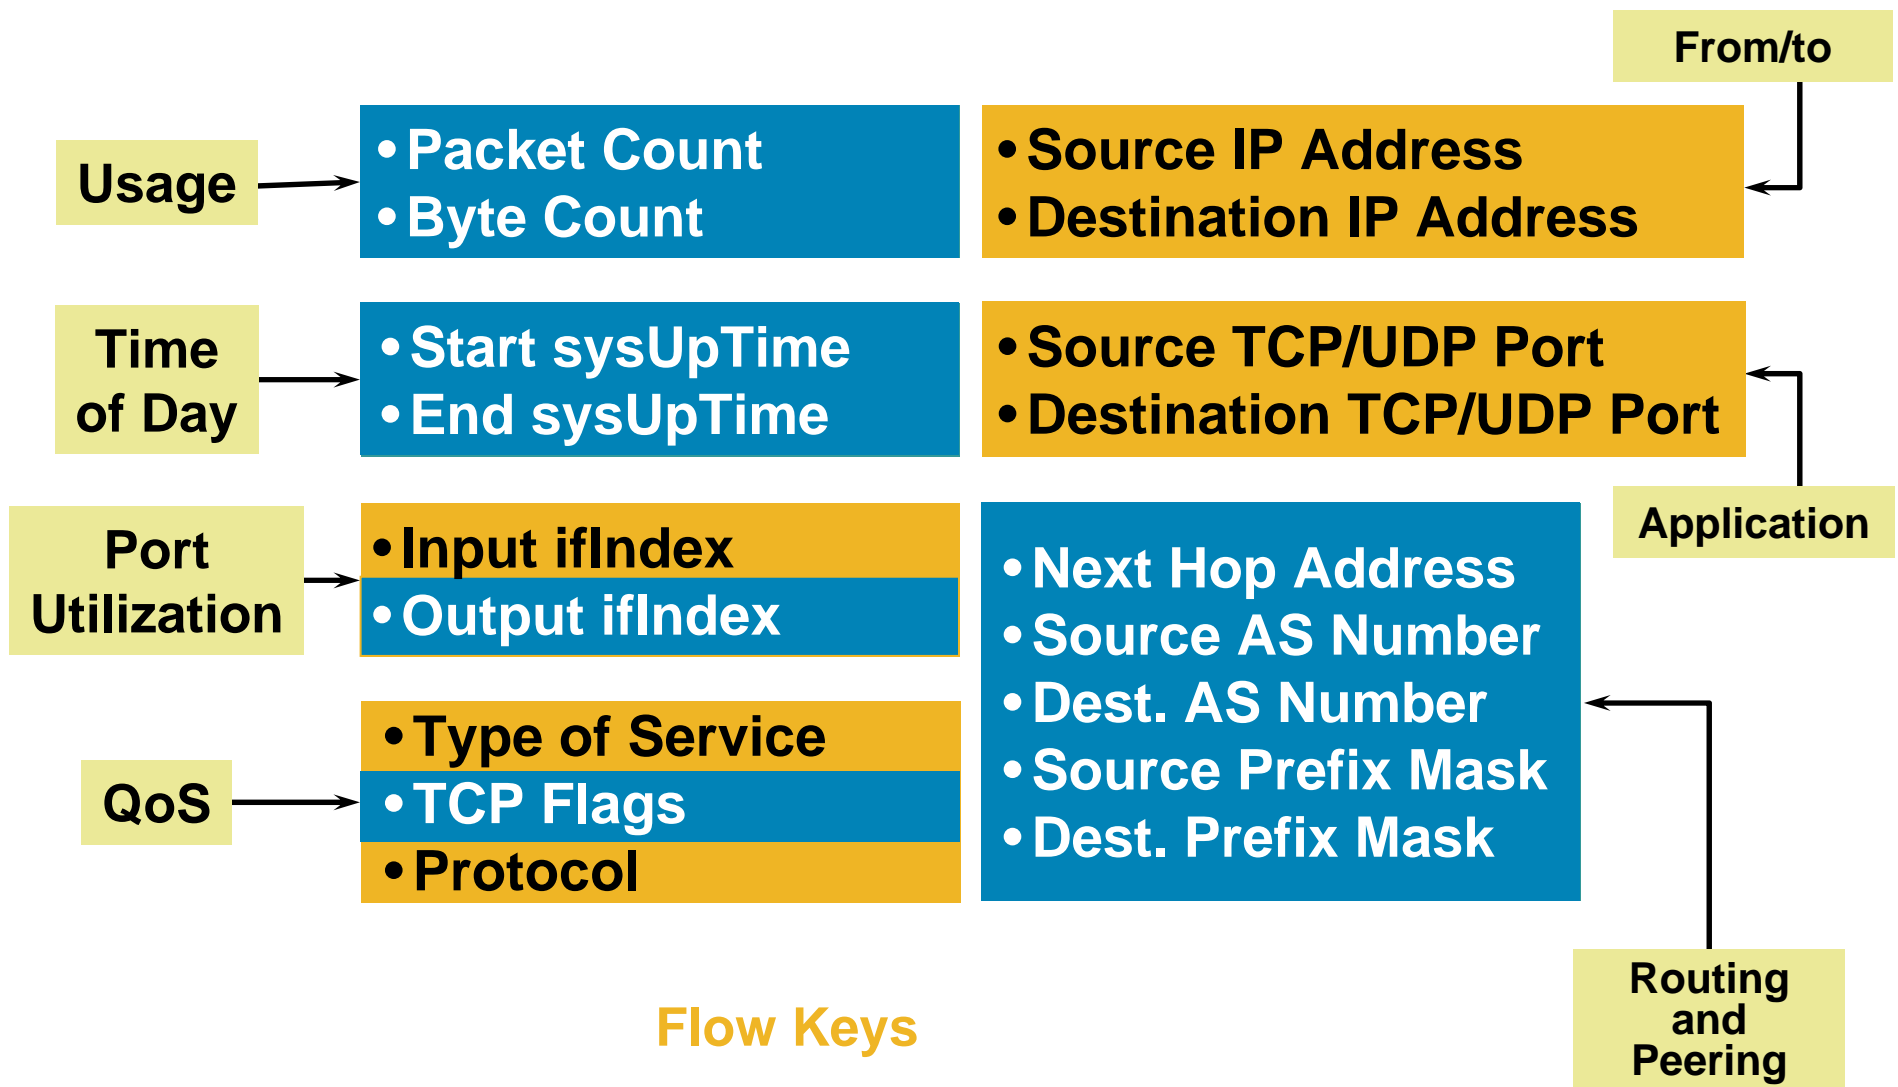 From/to
Usage
• Packet Count
• Byte Count
• Source IP Address
• Destination IP Address
Time
of Day
• Start sysUpTime
• End sysUpTime
• Source TCP/UDP Port
• Destination TCP/UDP Port
Application
Port
Utilization
• Input ifIndex
• Output ifIndex
• Next Hop Address
• Source AS Number
• Dest. AS Number
• Source Prefix Mask
• Dest. Prefix Mask
QoS
• Type of Service
• TCP Flags
• Protocol
Routing
and
Peering
Flow Keys